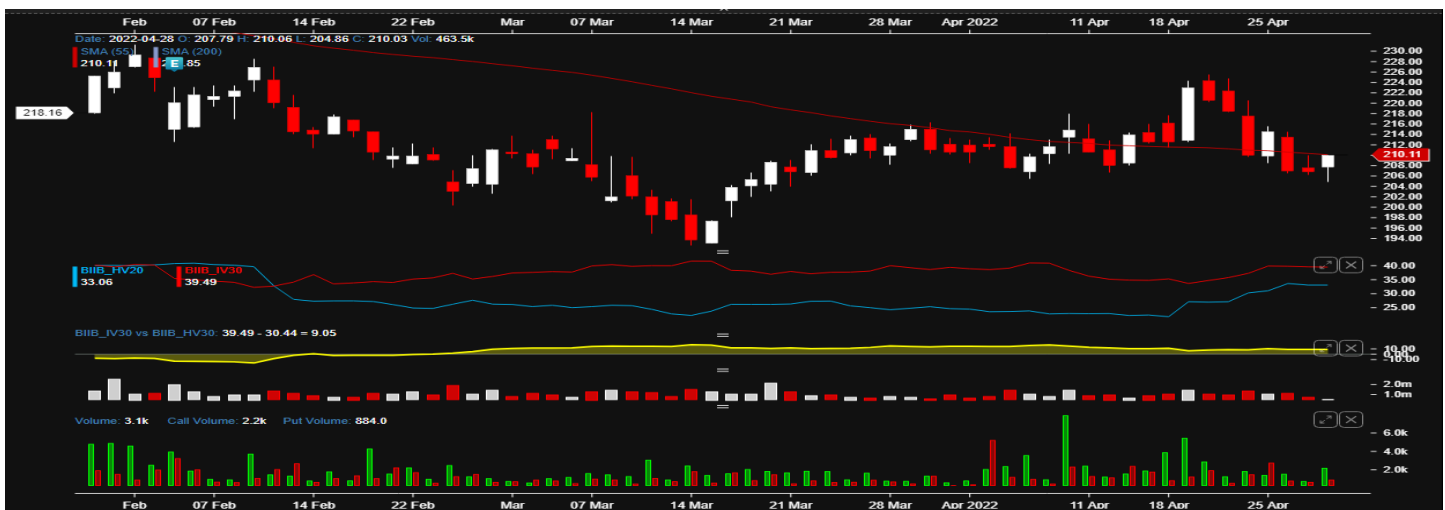 Feb 07 Feb 14 Feb 22 Feb Mar 07 Mar 14 Mar 21 Mar 28 Mar Apr 2022 11 Apr 18 Apr 25 Apr
Date: 2022-04-28 O: 207.79 H: 210.06 L: 204.86 C: 210.03 Vol: 463.5k
SMA (55) SMA (200)
210.11 E .85
230.00
228.00
226.00
224.00
222.00
220.00
218.00
218.16
216.00
214.00
212.00
210.11
208.00
206.00
204.00
202.00
200.00
198.00
196.00
194.00
BIIB_HV20 BIIB_IV30
33.06 39.49
40.00
35.00
30.00
25.00
BIIB_IV30 vs BIIB_HV30: 39.49 - 30.44 = 9.05
10.00
0.00
-10.00
2.0m
1.0m
Volume: 3.1k Call Volume: 2.2k Put Volume: 884.0
6.0k
4.0k
2.0k
Feb 07 Feb 14 Feb 22 Feb Mar 07 Mar 14 Mar 21 Mar 28 Mar Apr 2022 11 Apr 18 Apr 25 Apr